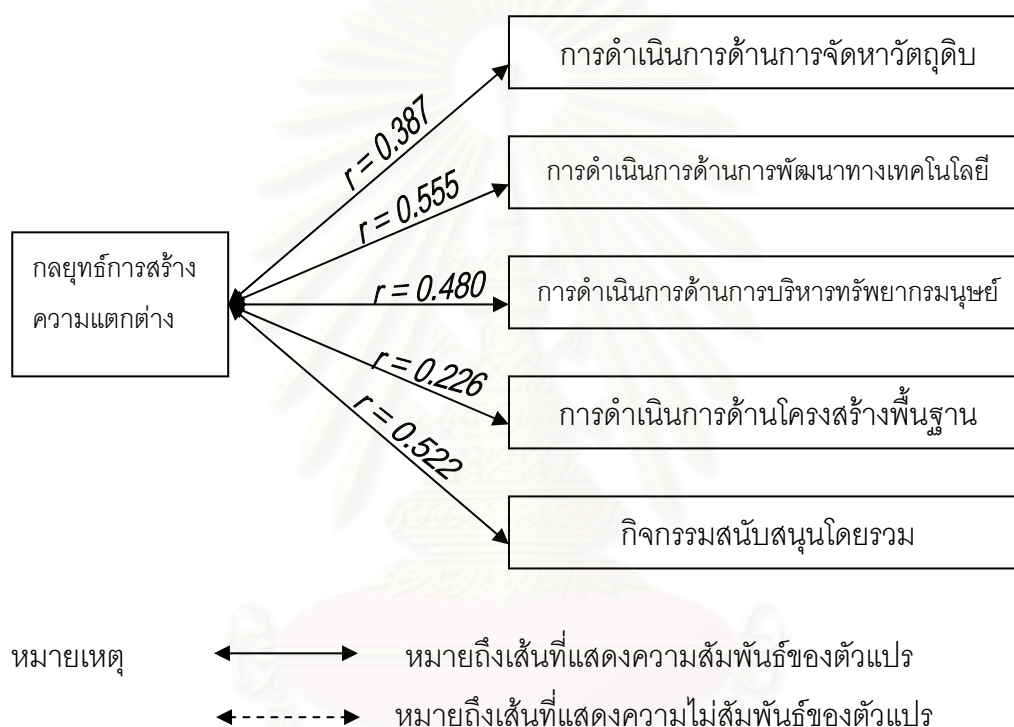 การดำเนินการด้านการจัดหาวัตถุดิบ
r = 0.387
การดำเนินการด้านการพัฒนาทางเทคโนโลยี
r = 0.555
กลยุทธ์การสร้าง
ความแตกต่าง
r = 0.480
การดำเนินการด้านการบริหารทรัพยากรมนุษย์
r = 0.226
การดำเนินการด้านโครงสร้างพื้นฐาน
r = 0.522
กิจกรรมสนับสนุนโดยรวม
หมายเหตุ หมายถึงเส้นที่แสดงความสัมพันธ์ของตัวแปร
หมายถึงเส้นที่แสดงความไม่สัมพันธ์ของตัวแปร